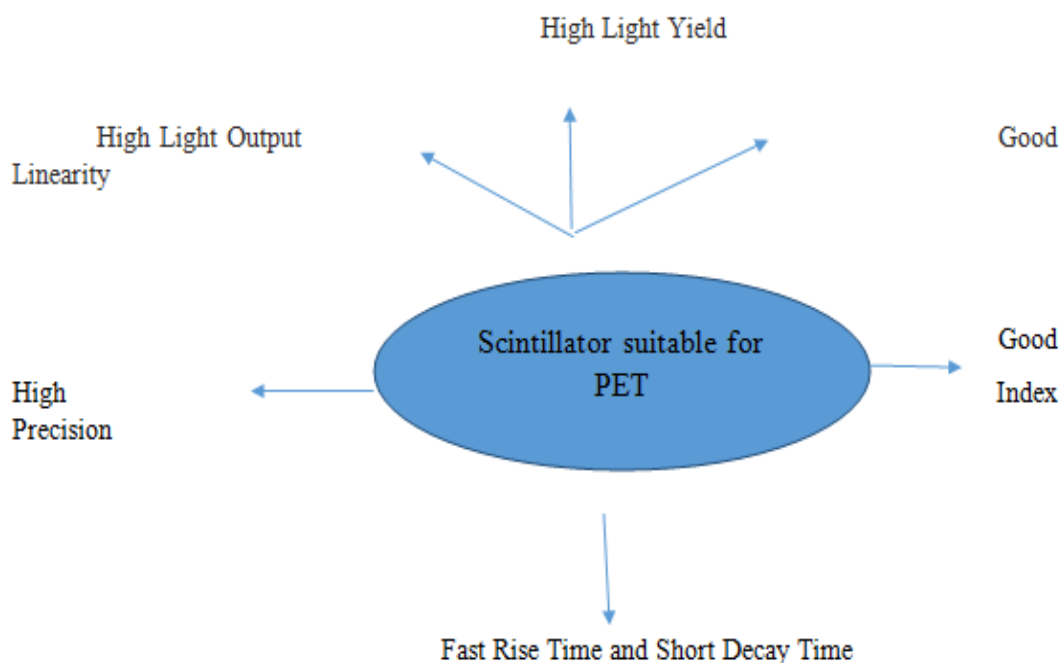 High Light Yield
High Light Output
Good
Linearity
Scintillator suitable for
PET
Good
Index
High
Precision
Fast Rise Time and Short Decay Time